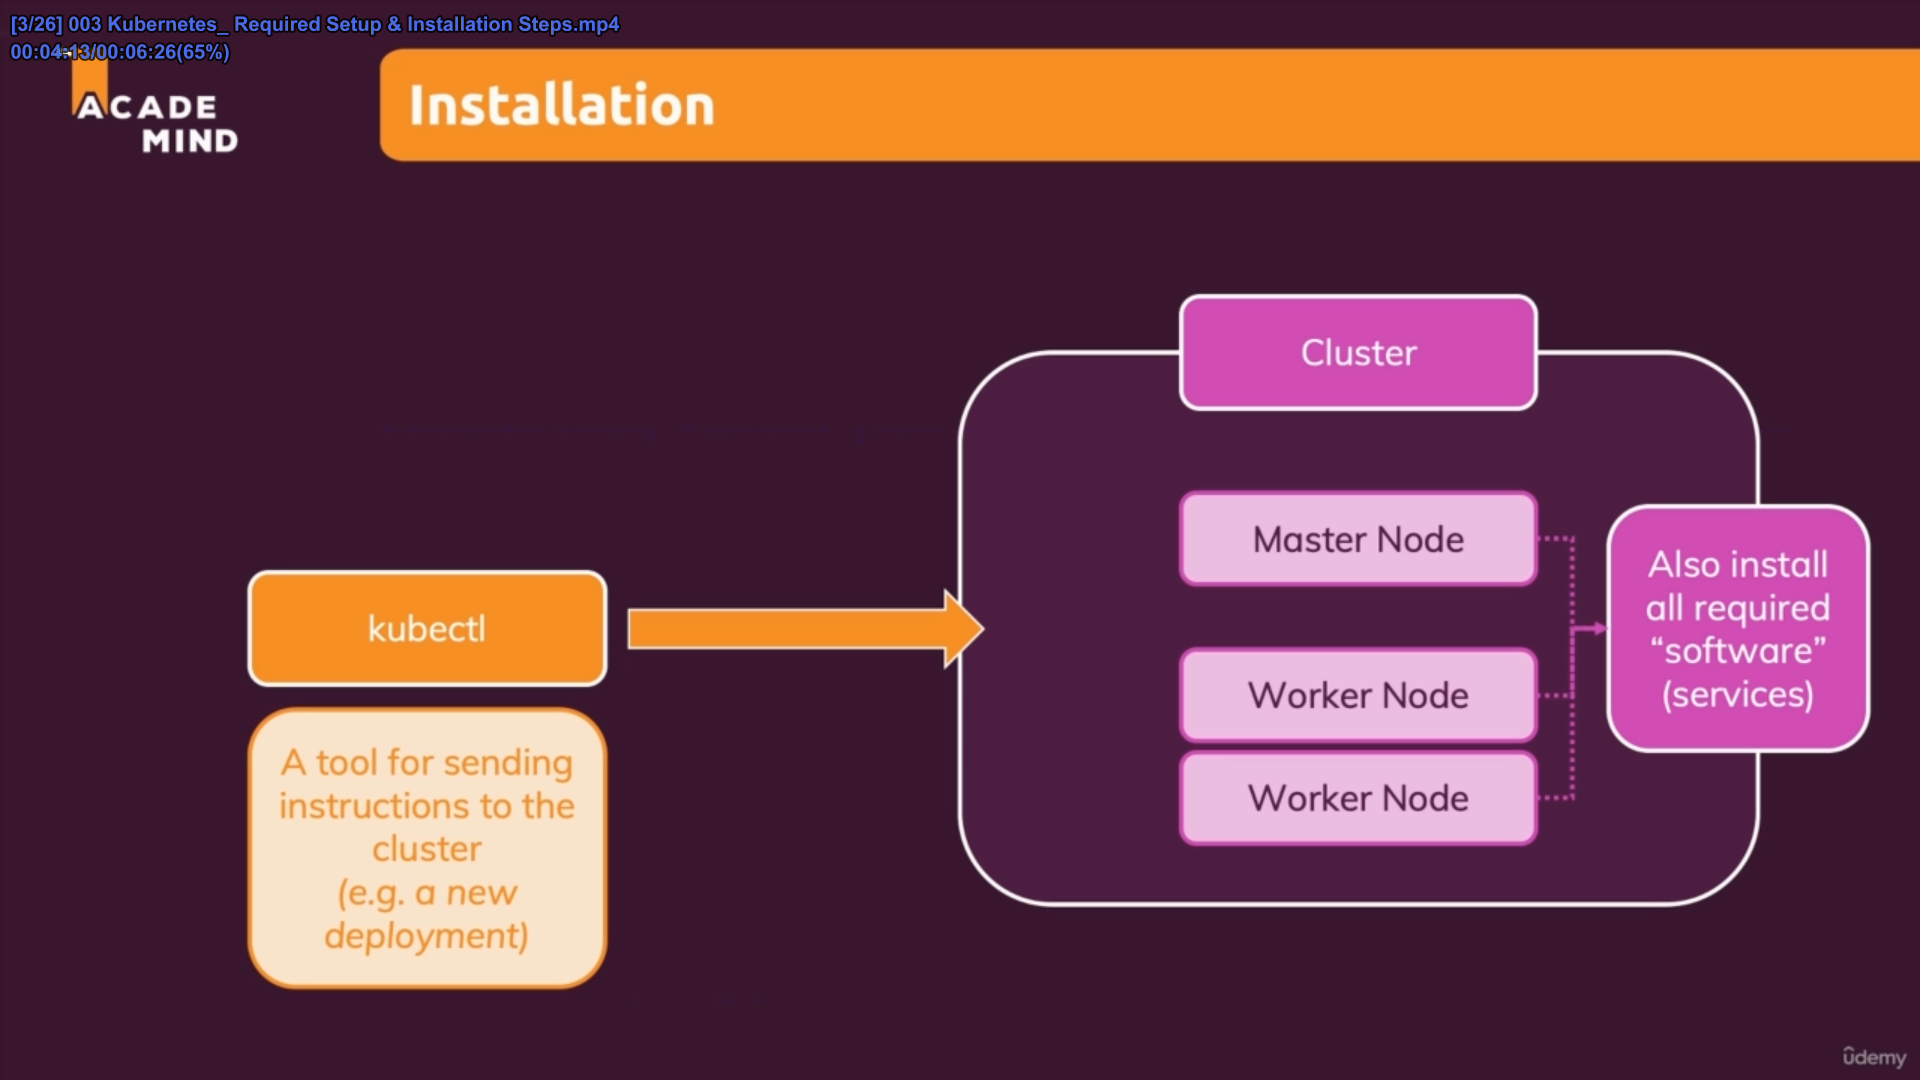 [3/26] 003 Kubernetes_ Required Setup & Installation Steps.mp4
00:04:13/00:06:26(65%)
ACADE
MIND
Installation
Cluster
Master Node
Worker Node
Worker Node
Also install
all required
“software”
(services)
kubectl
A tool for sending
instructions to the
cluster
(e.g. a new
deployment)
ûdemy